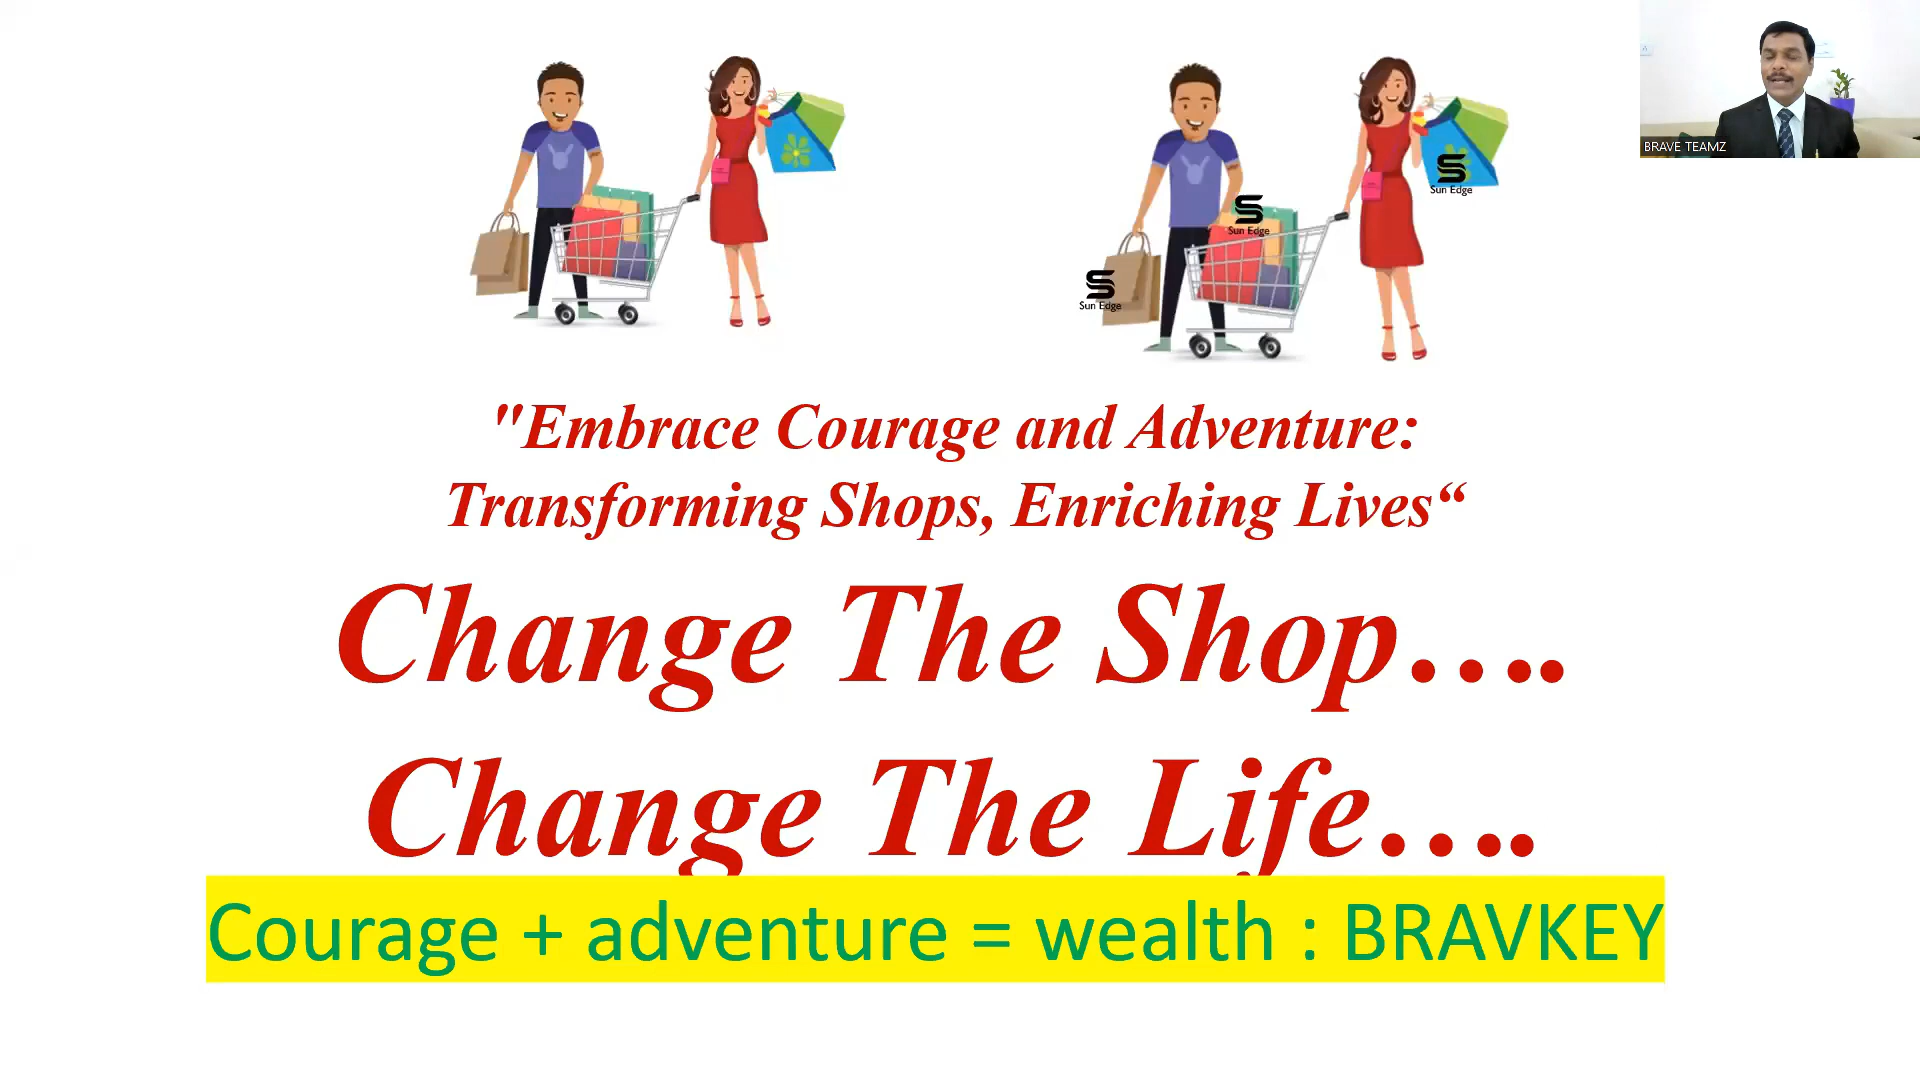 BRAVE TEAMZ
Sun Edge
Sun Edge
Sun Edge
"Embrace Courage and Adventure:
Transforming Shops, Enriching Lives“
Change The Shop….
Change The Life….
Courage + adventure = wealth : BRAVKEY